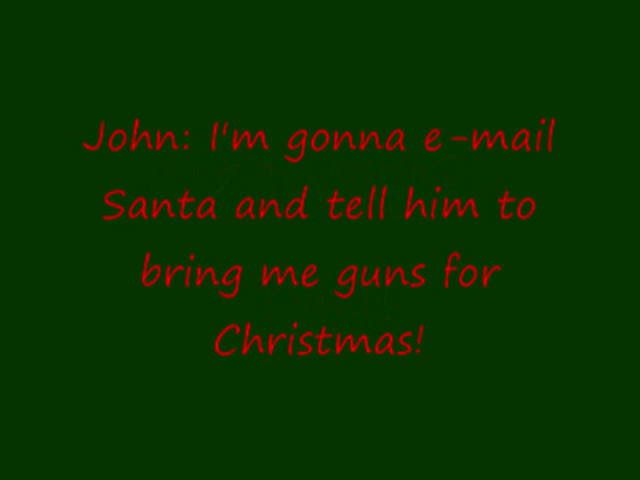 John: I'm gonna e-mail
Santa and tell him to
bring me guns for
Christmas!